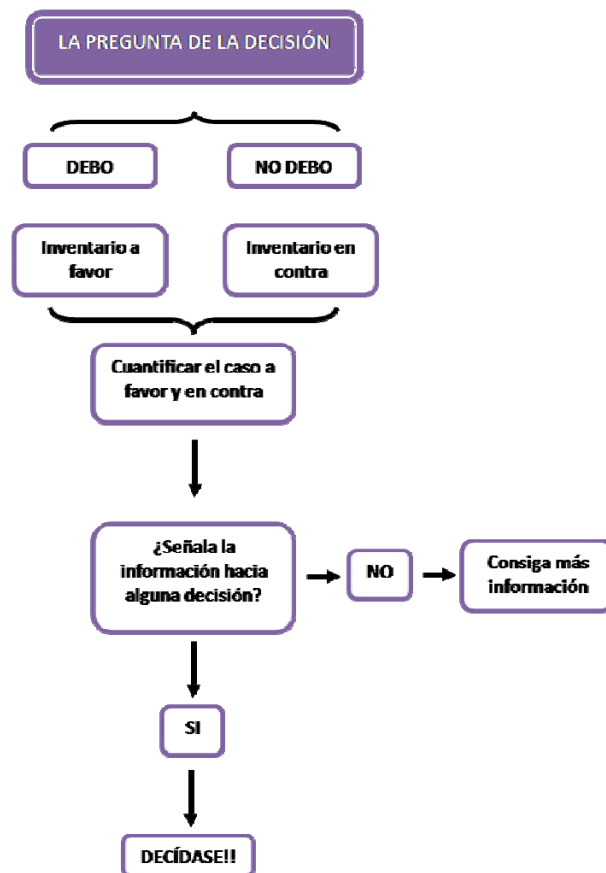 LA PREGUNTA DE LA DECISIÓN
DEBO
NO DEBO
Inventario a
favor
Inventario en
contra
Cuantificar el caso a
favor y en contra
¿Señala la
información hacia
alguna decisión?
NO
Consiga más
información
SI
DECÍDASE!!